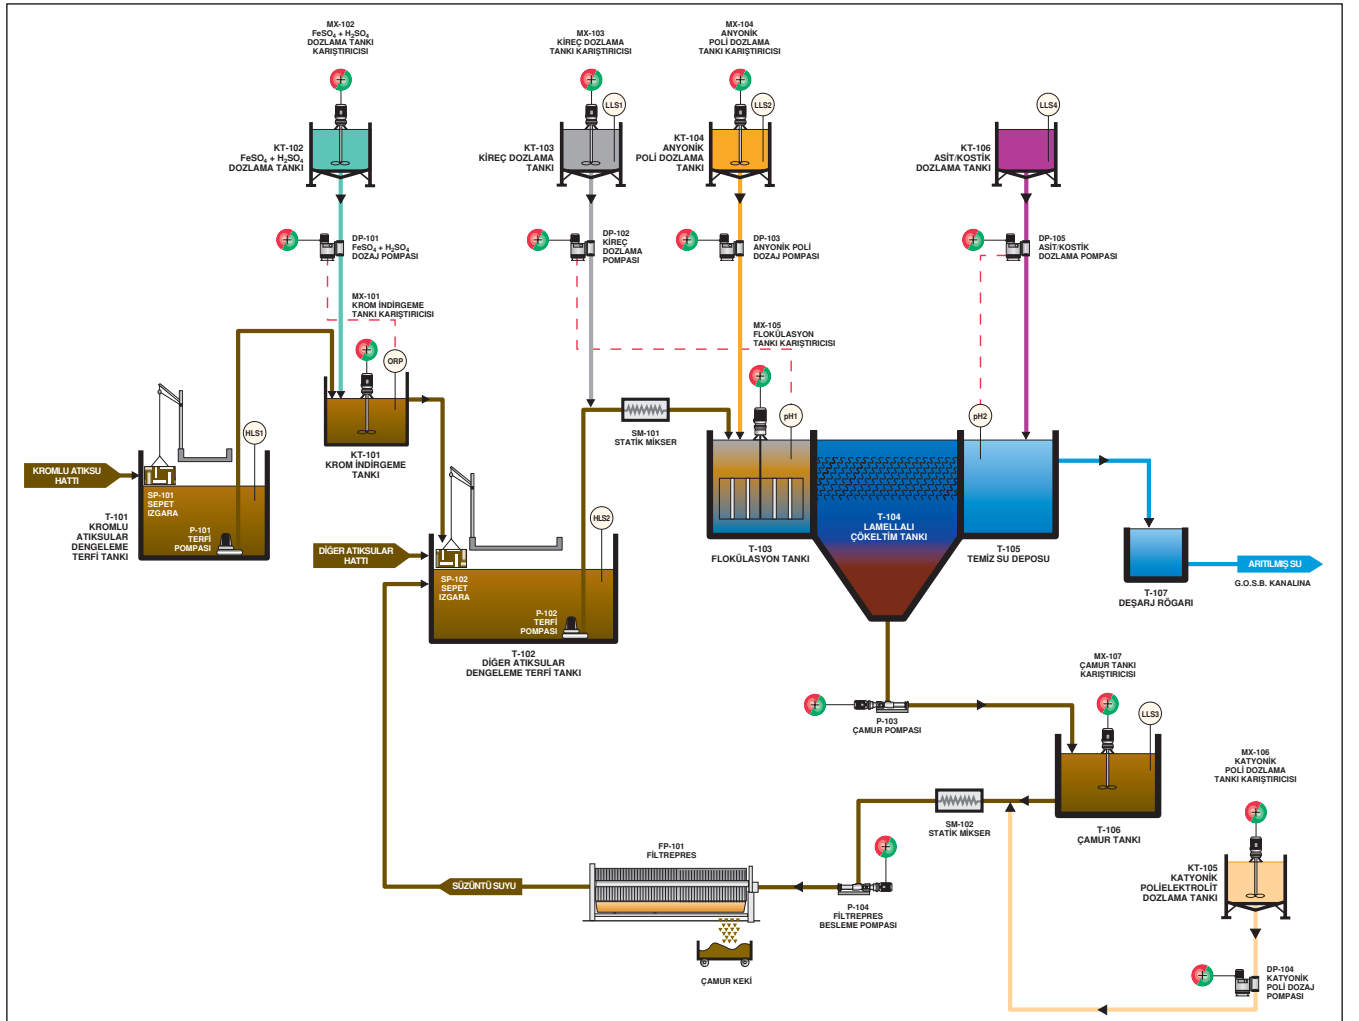 MX-102
FeSO₄ + H₂SO₄
DOZLAMA TANKI
KARIŞTIRICISI
MX-103
KİREÇ DOZLAMA
TANKI KARIŞTIRICISI
MX-104
ANYONİK
POLİ DOZLAMA
TANKI KARIŞTIRICISI
LLS1
LLS2
LLS4
KT-102
FeSO₄ + H₂SO₄
DOZLAMA TANKI
KT-103
KİREÇ DOZLAMA
TANKI
KT-104
ANYONİK
POLİ DOZLAMA
TANKI
KT-106
ASİT/KOSTİK
DOZLAMA TANKI
DP-101
FeSO₄ + H₂SO₄
DOZAJ POMPASI
DP-102
KİREÇ
DOZLAMA
POMPASI
DP-103
ANYONİK POLİ
DOZAJ POMPASI
DP-105
ASİT/KOSTİK
DOZLAMA POMPASI
MX-101
KROM İNDİRGEME
TANKI KARIŞTIRICISI
MX-105
FLOKÜLASYON
TANKI KARIŞTIRICISI
ORP
HLS1
KT-101
KROM İNDİRGEME
TANKI
SM-101
STATİK MİKSER
pH1
pH2
KROMLU ATIKSU
HATTI
SP-101
SEPET
IZGARA
P-101
TERFİ
POMPASI
T-101
KROMLU
ATIKSULAR
DENGELEME
TERFİ TANKI
DİĞER ATIKSULAR
HATTI
HLS2
SP-102
SEPET
IZGARA
P-102
TERFİ
POMPASI
T-102
DİĞER ATIKSULAR
DENGELEME TERFİ TANKI
T-103
FLOKÜLASYON TANKI
T-104
LAMELLALI
ÇÖKELTİM TANKI
T-105
TEMİZ SU DEPOSU
T-107
DEŞARJ RÖGARI
ARITILMIŞ SU
G.O.S.B. KANALINA
P-103
ÇAMUR POMPASI
MX-107
ÇAMUR TANKI
KARIŞTIRICISI
LLS3
T-106
ÇAMUR TANKI
MX-106
KATYONİK
POLİ DOZLAMA
TANKI KARIŞTIRICISI
SM-102
STATİK MİKSER
FP-101
FİLTREPRES
SÜZÜNTÜ SUYU
P-104
FİLTREPRES
BESLEME POMPASI
KT-105
KATYONİK
POLİELEKTROLİT
DOZLAMA TANKI
ÇAMUR KEKİ
DP-104
KATYONİK
POLİ DOZAJ
POMPASI